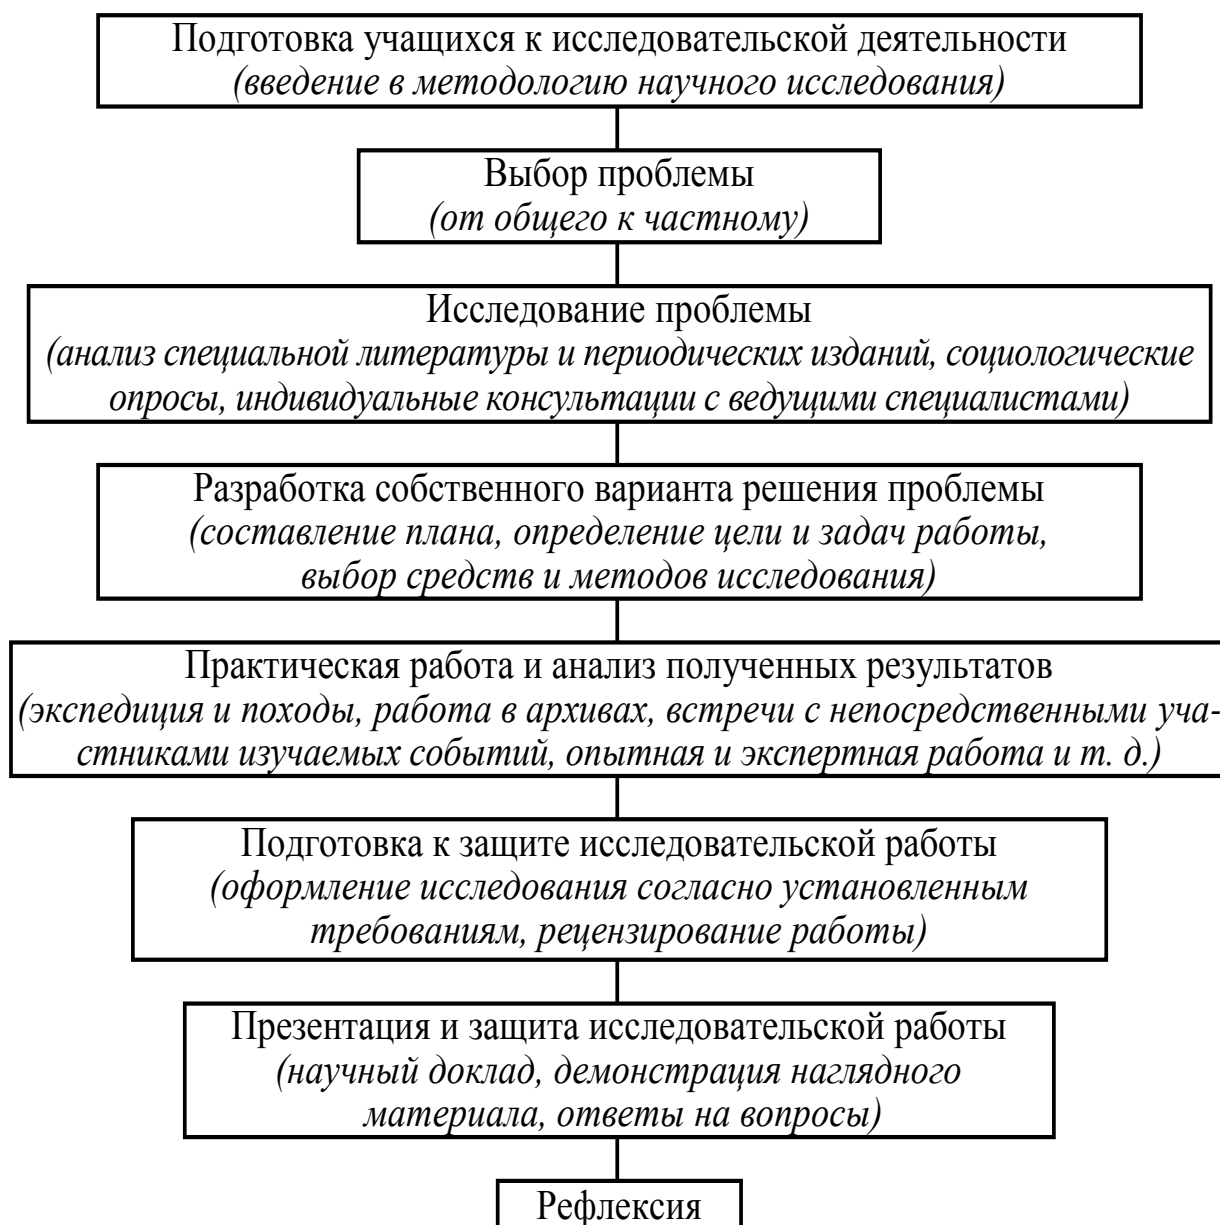 Подготовка учащихся к исследовательской деятельности
(введение в методологию научного исследования)
Выбор проблемы
(от общего к частному)
Исследование проблемы
(анализ специальной литературы и периодических изданий, социологические
опросы, индивидуальные консультации с ведущими специалистами)
Разработка собственного варианта решения проблемы
(составление плана, определение цели и задач работы,
выбор средств и методов исследования)
Практическая работа и анализ полученных результатов
(экспедиция и походы, работа в архивах, встречи с непосредственными уча-
стниками изучаемых событий, опытная и экспертная работа и т. д.)
Подготовка к защите исследовательской работы
(оформление исследования согласно установленным
требованиям, рецензирование работы)
Презентация и защита исследовательской работы
(научный доклад, демонстрация наглядного
материала, ответы на вопросы)
Рефлексия